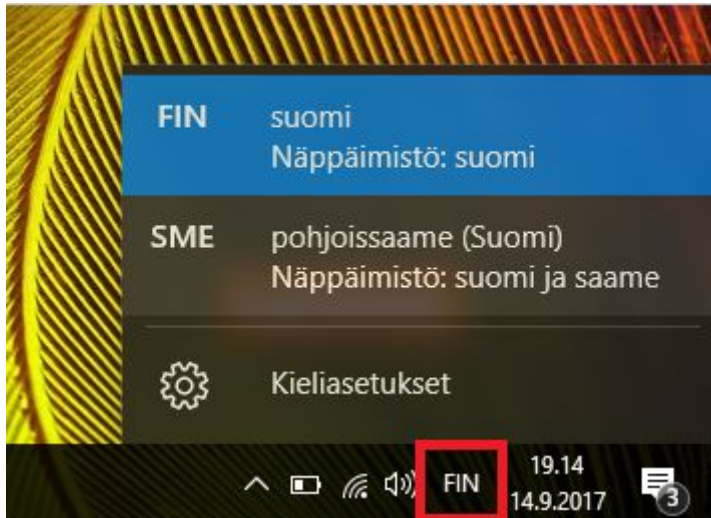 FIN suomi
Näppäimistö: suomi
SME pohjoissaame (Suomi)
Näppäimistö: suomi ja saame
Kieliasetukset
FIN
19.14
14.9.2017
3